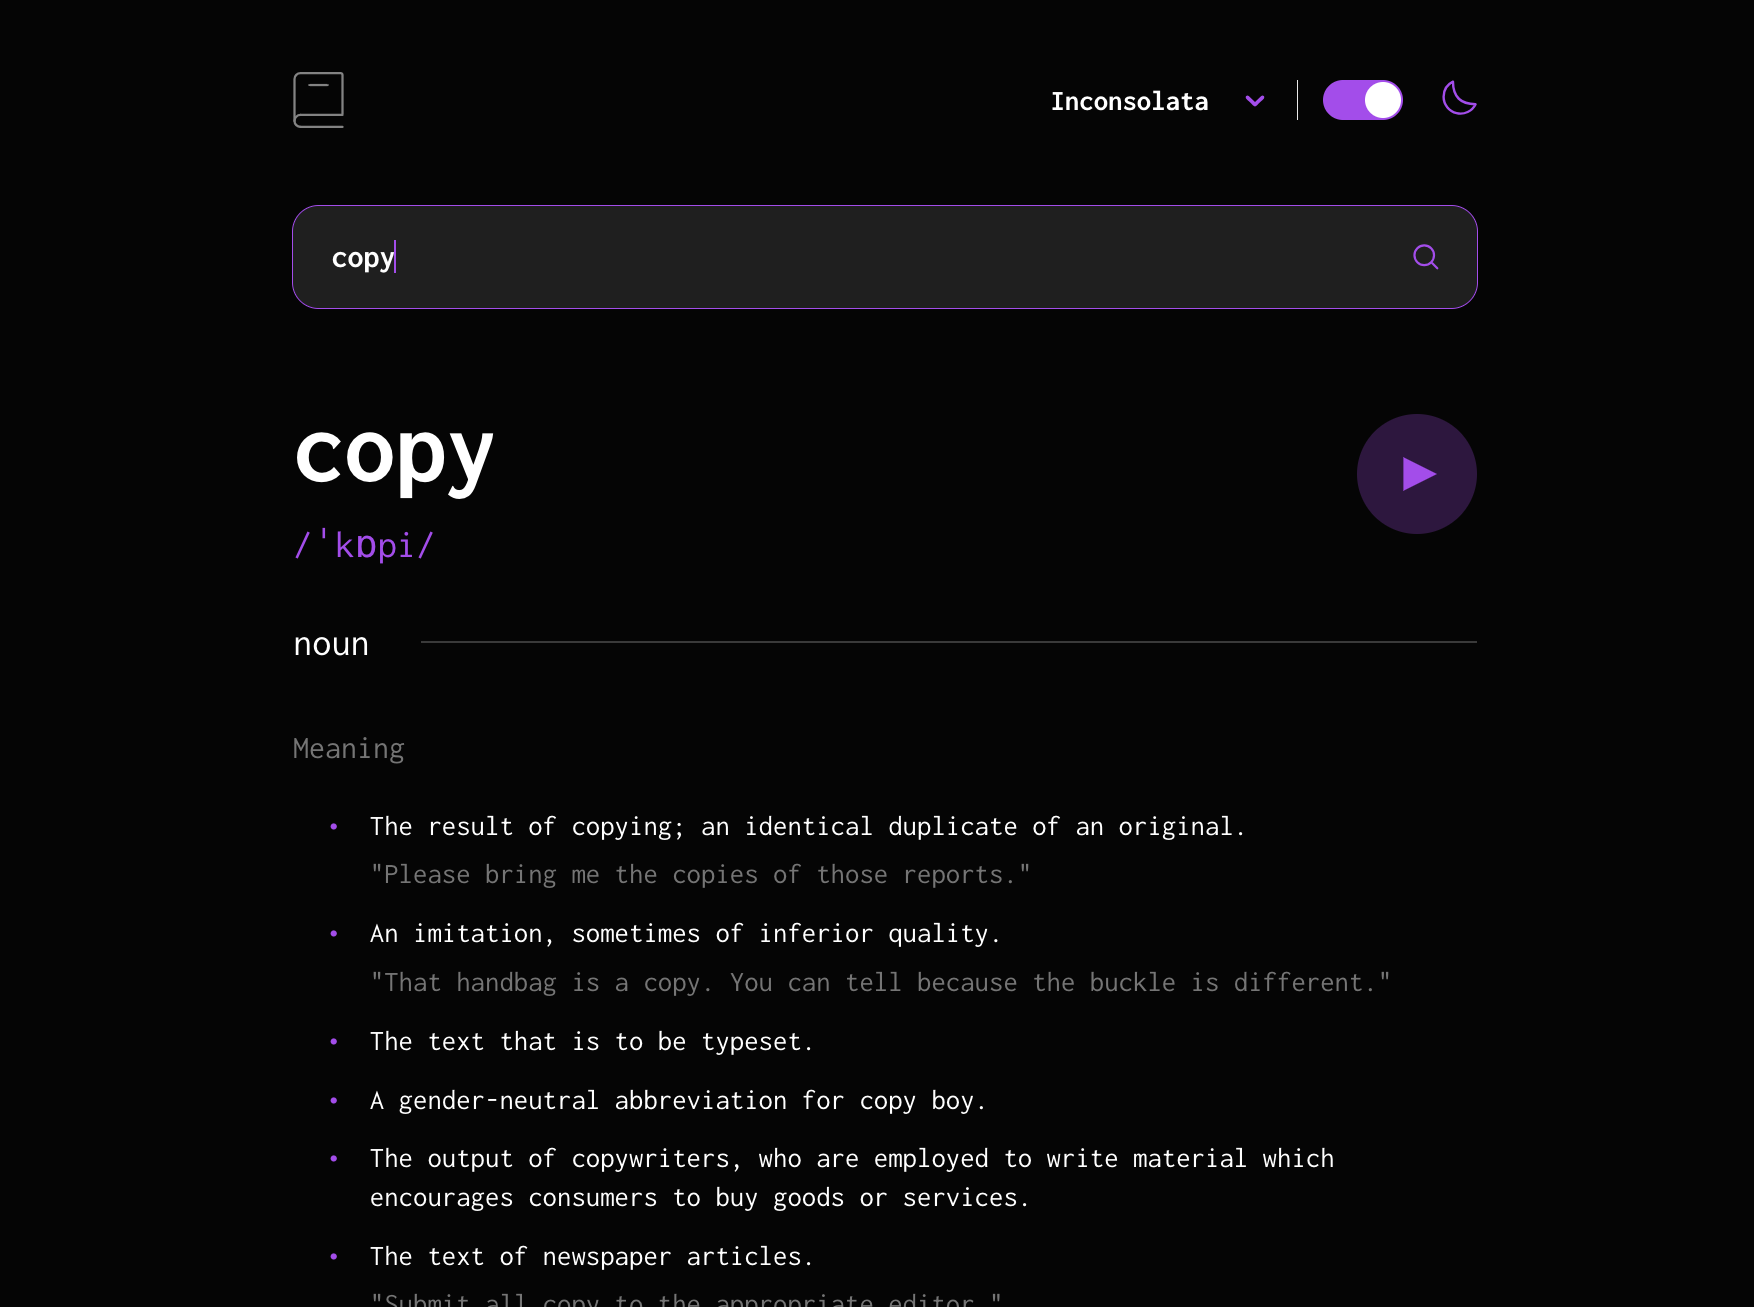 Inconsolata
copy
copy
/ˈkɒpi/
noun
Meaning
The result of copying; an identical duplicate of an original.
"Please bring me the copies of those reports."
An imitation, sometimes of inferior quality.
"That handbag is a copy. You can tell because the buckle is different."
The text that is to be typeset.
A gender-neutral abbreviation for copy boy.
The output of copywriters, who are employed to write material which
encourages consumers to buy goods or services.
The text of newspaper articles.
"Submit all copy to the appropriate editor."